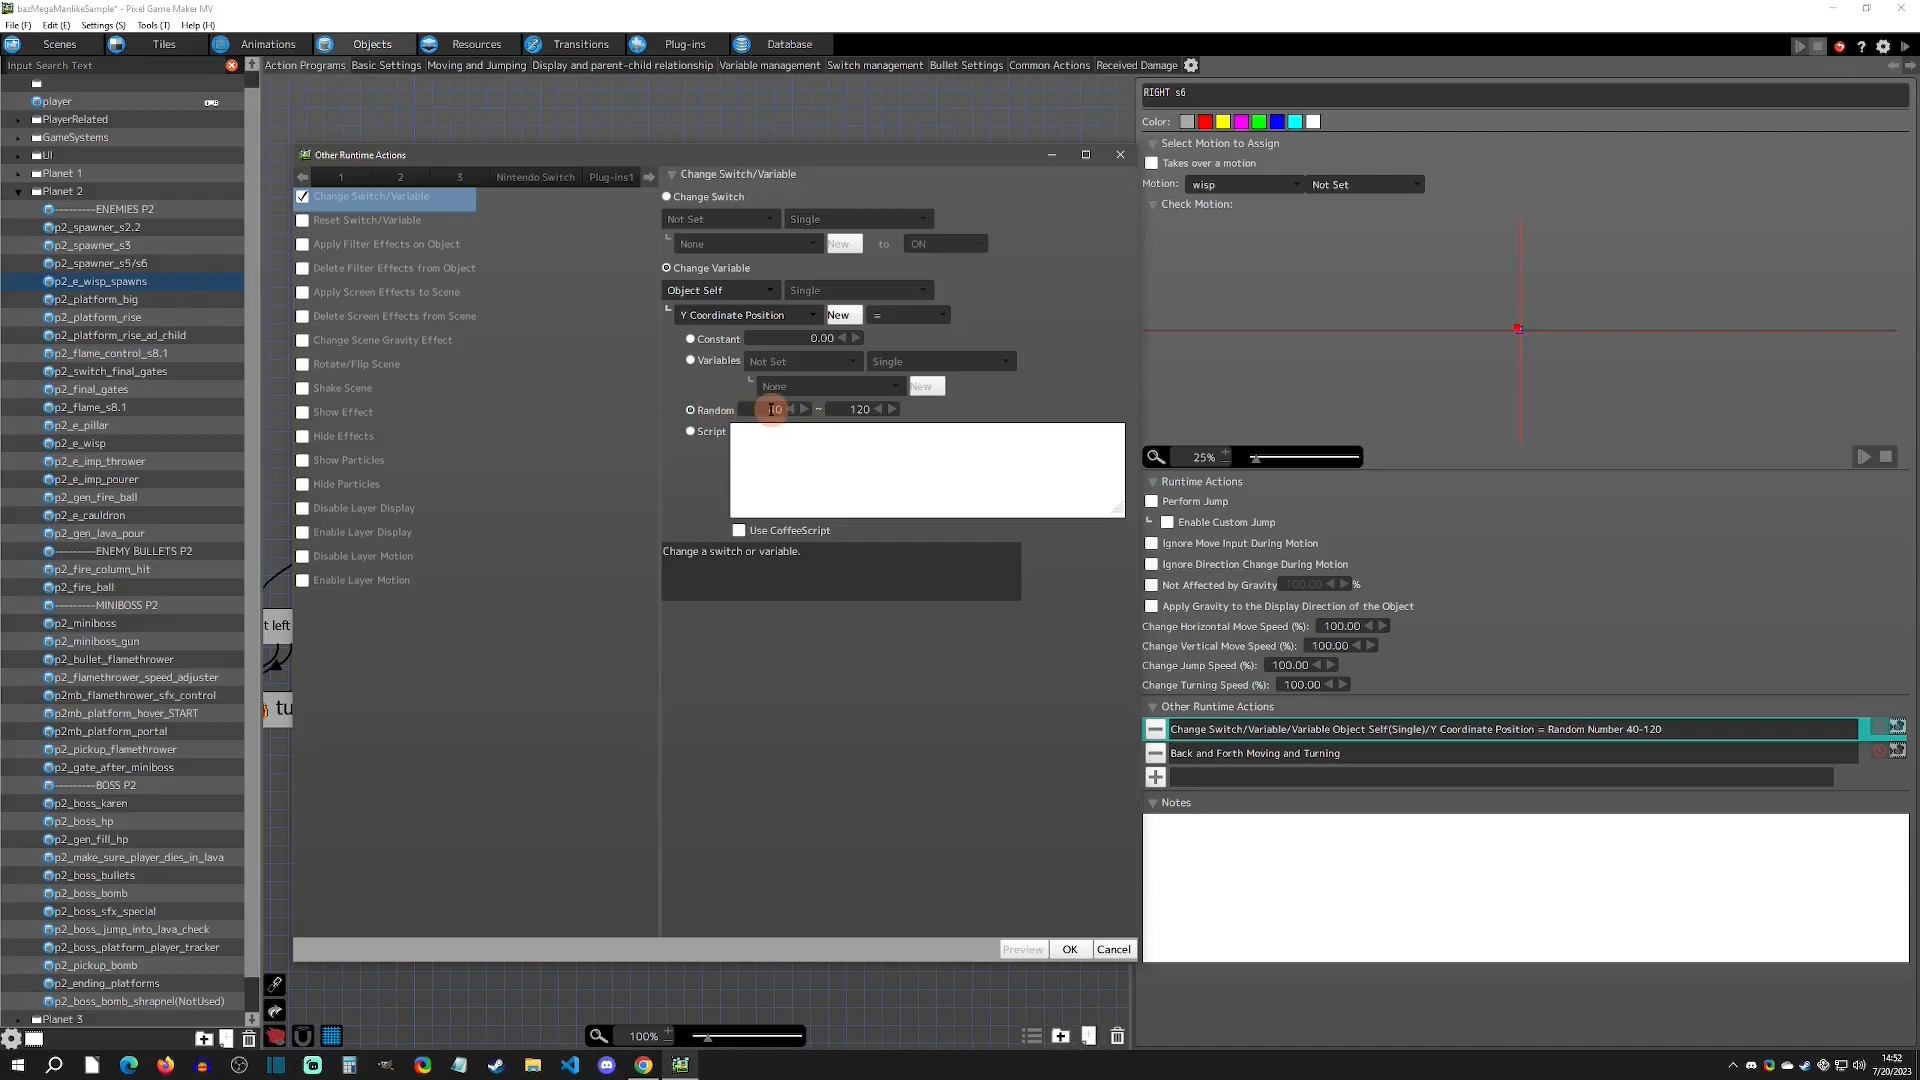 bazMegaManlikeSample* - Pixel Game Maker MV
File (F) Edit (E) Settings (S) Tools (T) Help (H)
Scenes Tiles Animations Objects Resources Transitions Plug-ins Database
Input Search Text
Action Programs Basic Settings Moving and Jumping Display and parent-child relationship Variable management Switch management Bullet Settings Common Actions Received Damage
player
PlayerRelated
GameSystems
UI
Planet 1
Planet 2
---------ENEMIES P2
p2_spawner_s2.2
p2_spawner_s3
p2_spawner_s5/s6
p2_e_wisp_spawns
p2_platform_big
p2_platform_rise
p2_platform_rise_ad_child
p2_flame_control_s8.1
p2_switch_final_gates
p2_final_gates
p2_flame_s8.1
p2_e_pillar
p2_e_wisp
p2_e_imp_thrower
p2_e_imp_pourer
p2_gen_fire_ball
p2_e_cauldron
p2_gen_lava_pour
---------ENEMY BULLETS P2
p2_fire_column_hit
p2_fire_ball
---------MINIBOSS P2
p2_miniboss
p2_miniboss_gun
p2_bullet_flamethrower
p2_flamethrower_speed_adjuster
p2mb_flamethrower_sfx_control
p2mb_platform_hover_START
p2mb_platform_portal
p2_pickup_flamethrower
p2_gate_after_miniboss
---------BOSS P2
p2_boss_karen
p2_boss_hp
p2_gen_fill_hp
p2_make_sure_player_dies_in_lava
p2_boss_bullets
p2_boss_bomb
p2_boss_sfx_special
p2_boss_jump_into_lava_check
p2_boss_platform_player_tracker
p2_pickup_bomb
p2_ending_platforms
p2_boss_bomb_shrapnel(NotUsed)
Planet 3
t left
tu
100%
Other Runtime Actions
1 2 3 Nintendo Switch Plug-ins1
Change Switch/Variable
Reset Switch/Variable
Apply Filter Effects on Object
Delete Filter Effects from Object
Apply Screen Effects to Scene
Delete Screen Effects from Scene
Change Scene Gravity Effect
Rotate/Flip Scene
Shake Scene
Show Effect
Hide Effects
Show Particles
Hide Particles
Disable Layer Display
Enable Layer Display
Disable Layer Motion
Enable Layer Motion
Change Switch/Variable
Change Switch
Not Set Single
None New to ON
Change Variable
Object Self Single
Y Coordinate Position New =
Constant 0.00
Variables Not Set Single
None New
Random ~ 120
Script
Use CoffeeScript
Change a switch or variable.
Preview OK Cancel
RIGHT s6
Color:
Select Motion to Assign
Takes over a motion
Motion: wisp Not Set
Check Motion:
25%
Runtime Actions
Perform Jump
Enable Custom Jump
Ignore Move Input During Motion
Ignore Direction Change During Motion
Not Affected by Gravity 100.00 %
Apply Gravity to the Display Direction of the Object
Change Horizontal Move Speed (%): 100.00
Change Vertical Move Speed (%): 100.00
Change Jump Speed (%): 100.00
Change Turning Speed (%): 100.00
Other Runtime Actions
Change Switch/Variable/Variable Object Self(Single)/Y Coordinate Position = Random Number 40-120
Back and Forth Moving and Turning
Notes
14:52
7/20/2023